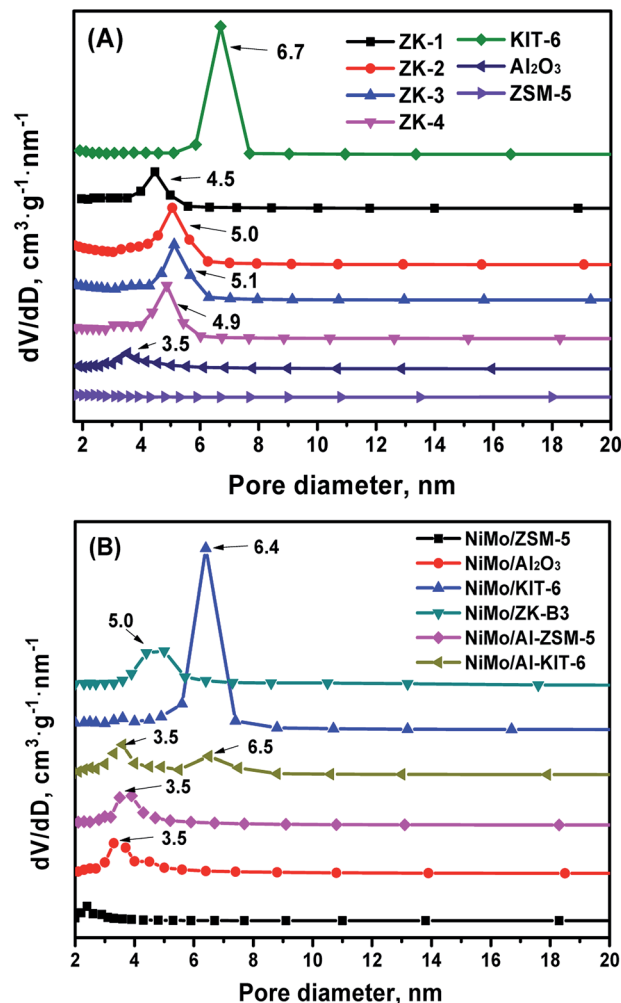 (A)
6.7
ZK-1
ZK-2
ZK-3
ZK-4
KIT-6
Al₂O₃
ZSM-5
4.5
5.0
5.1
4.9
3.5
dV/dD, cm³·g⁻¹·nm⁻¹
2 4 6 8 10 12 14 16 18 20
Pore diameter, nm
(B)
6.4
NiMo/ZSM-5
NiMo/Al₂O₃
NiMo/KIT-6
NiMo/ZK-B3
NiMo/Al-ZSM-5
NiMo/Al-KIT-6
5.0
3.5
6.5
3.5
3.5
dV/dD, cm³·g⁻¹·nm⁻¹
2 4 6 8 10 12 14 16 18 20
Pore diameter, nm